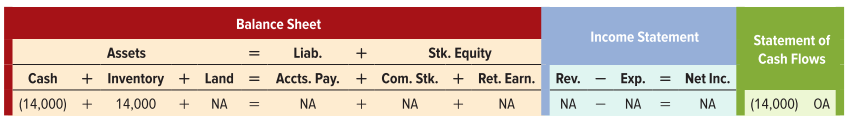 Balance Sheet
Income Statement
Statement of
Cash Flows
Assets = Liab. + Stk. Equity
Cash + Inventory + Land = Accts. Pay. + Com. Stk. + Ret. Earn. Rev. − Exp. = Net Inc.
(14,000) + 14,000 + NA = NA + NA + NA NA − NA = NA (14,000) OA